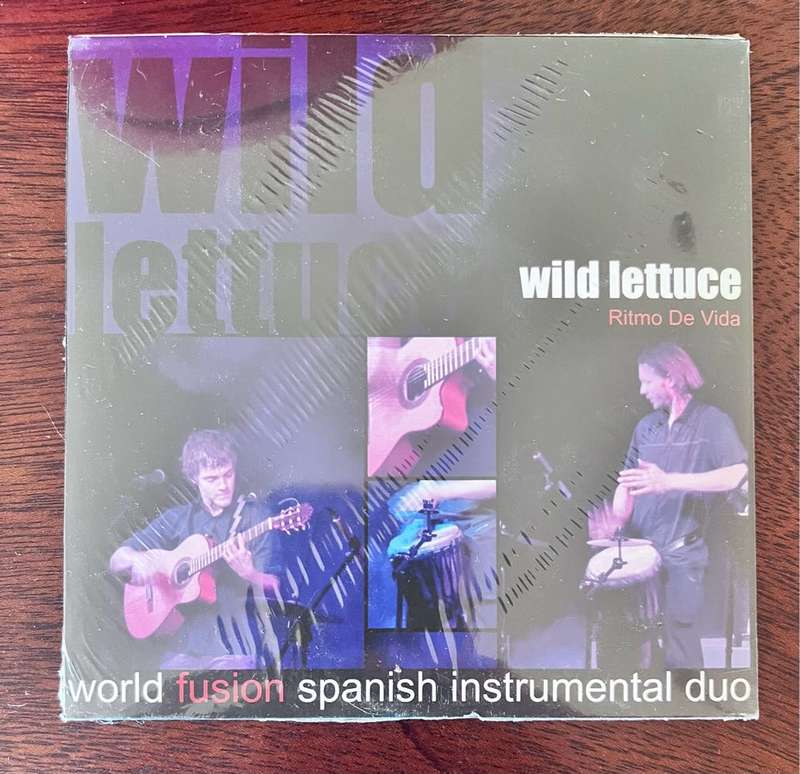 wild
lettuce
wild lettuce
Ritmo De Vida
world fusion spanish instrumental duo